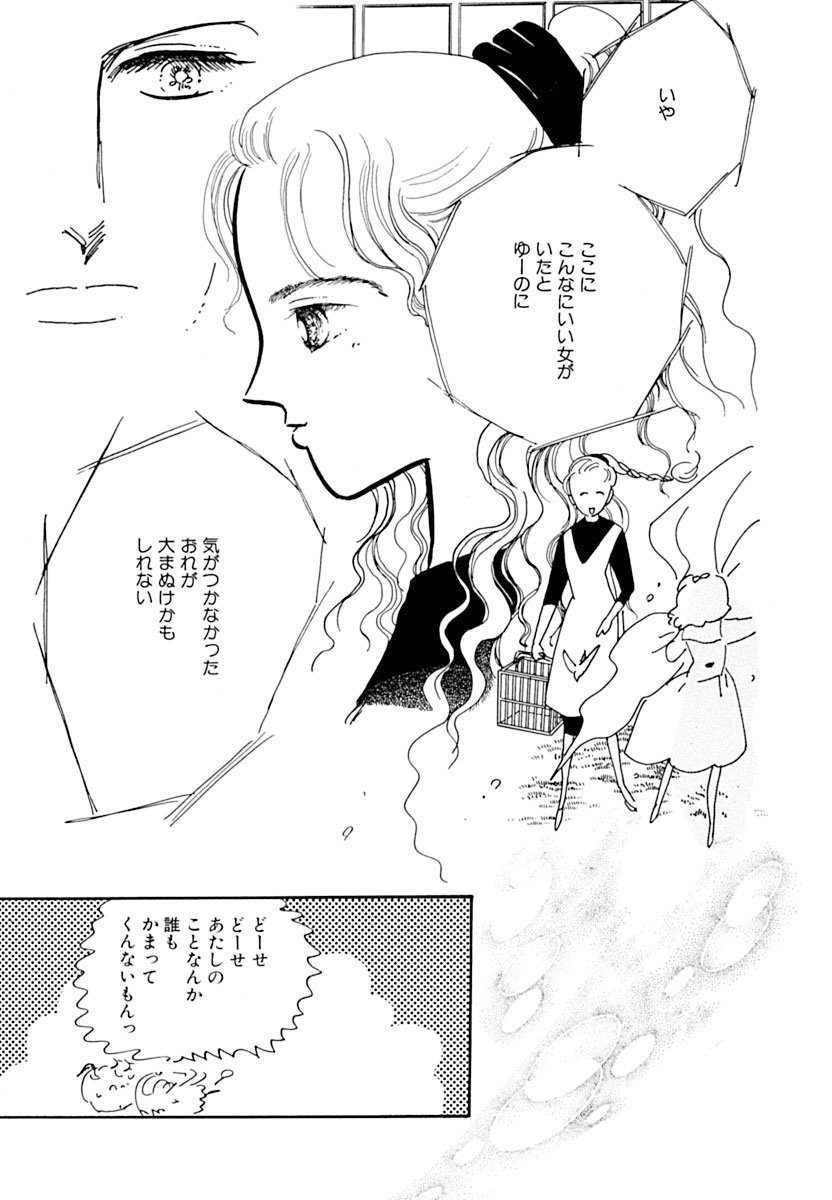 いや
ここに
こんなにいい女が
いたと
ゆーのに
気がつかなかった
おれが
大まぬけかも
しれない
どーせ
どーせ
あたしの
ことなんか
誰も
かまって
くんないもんっ